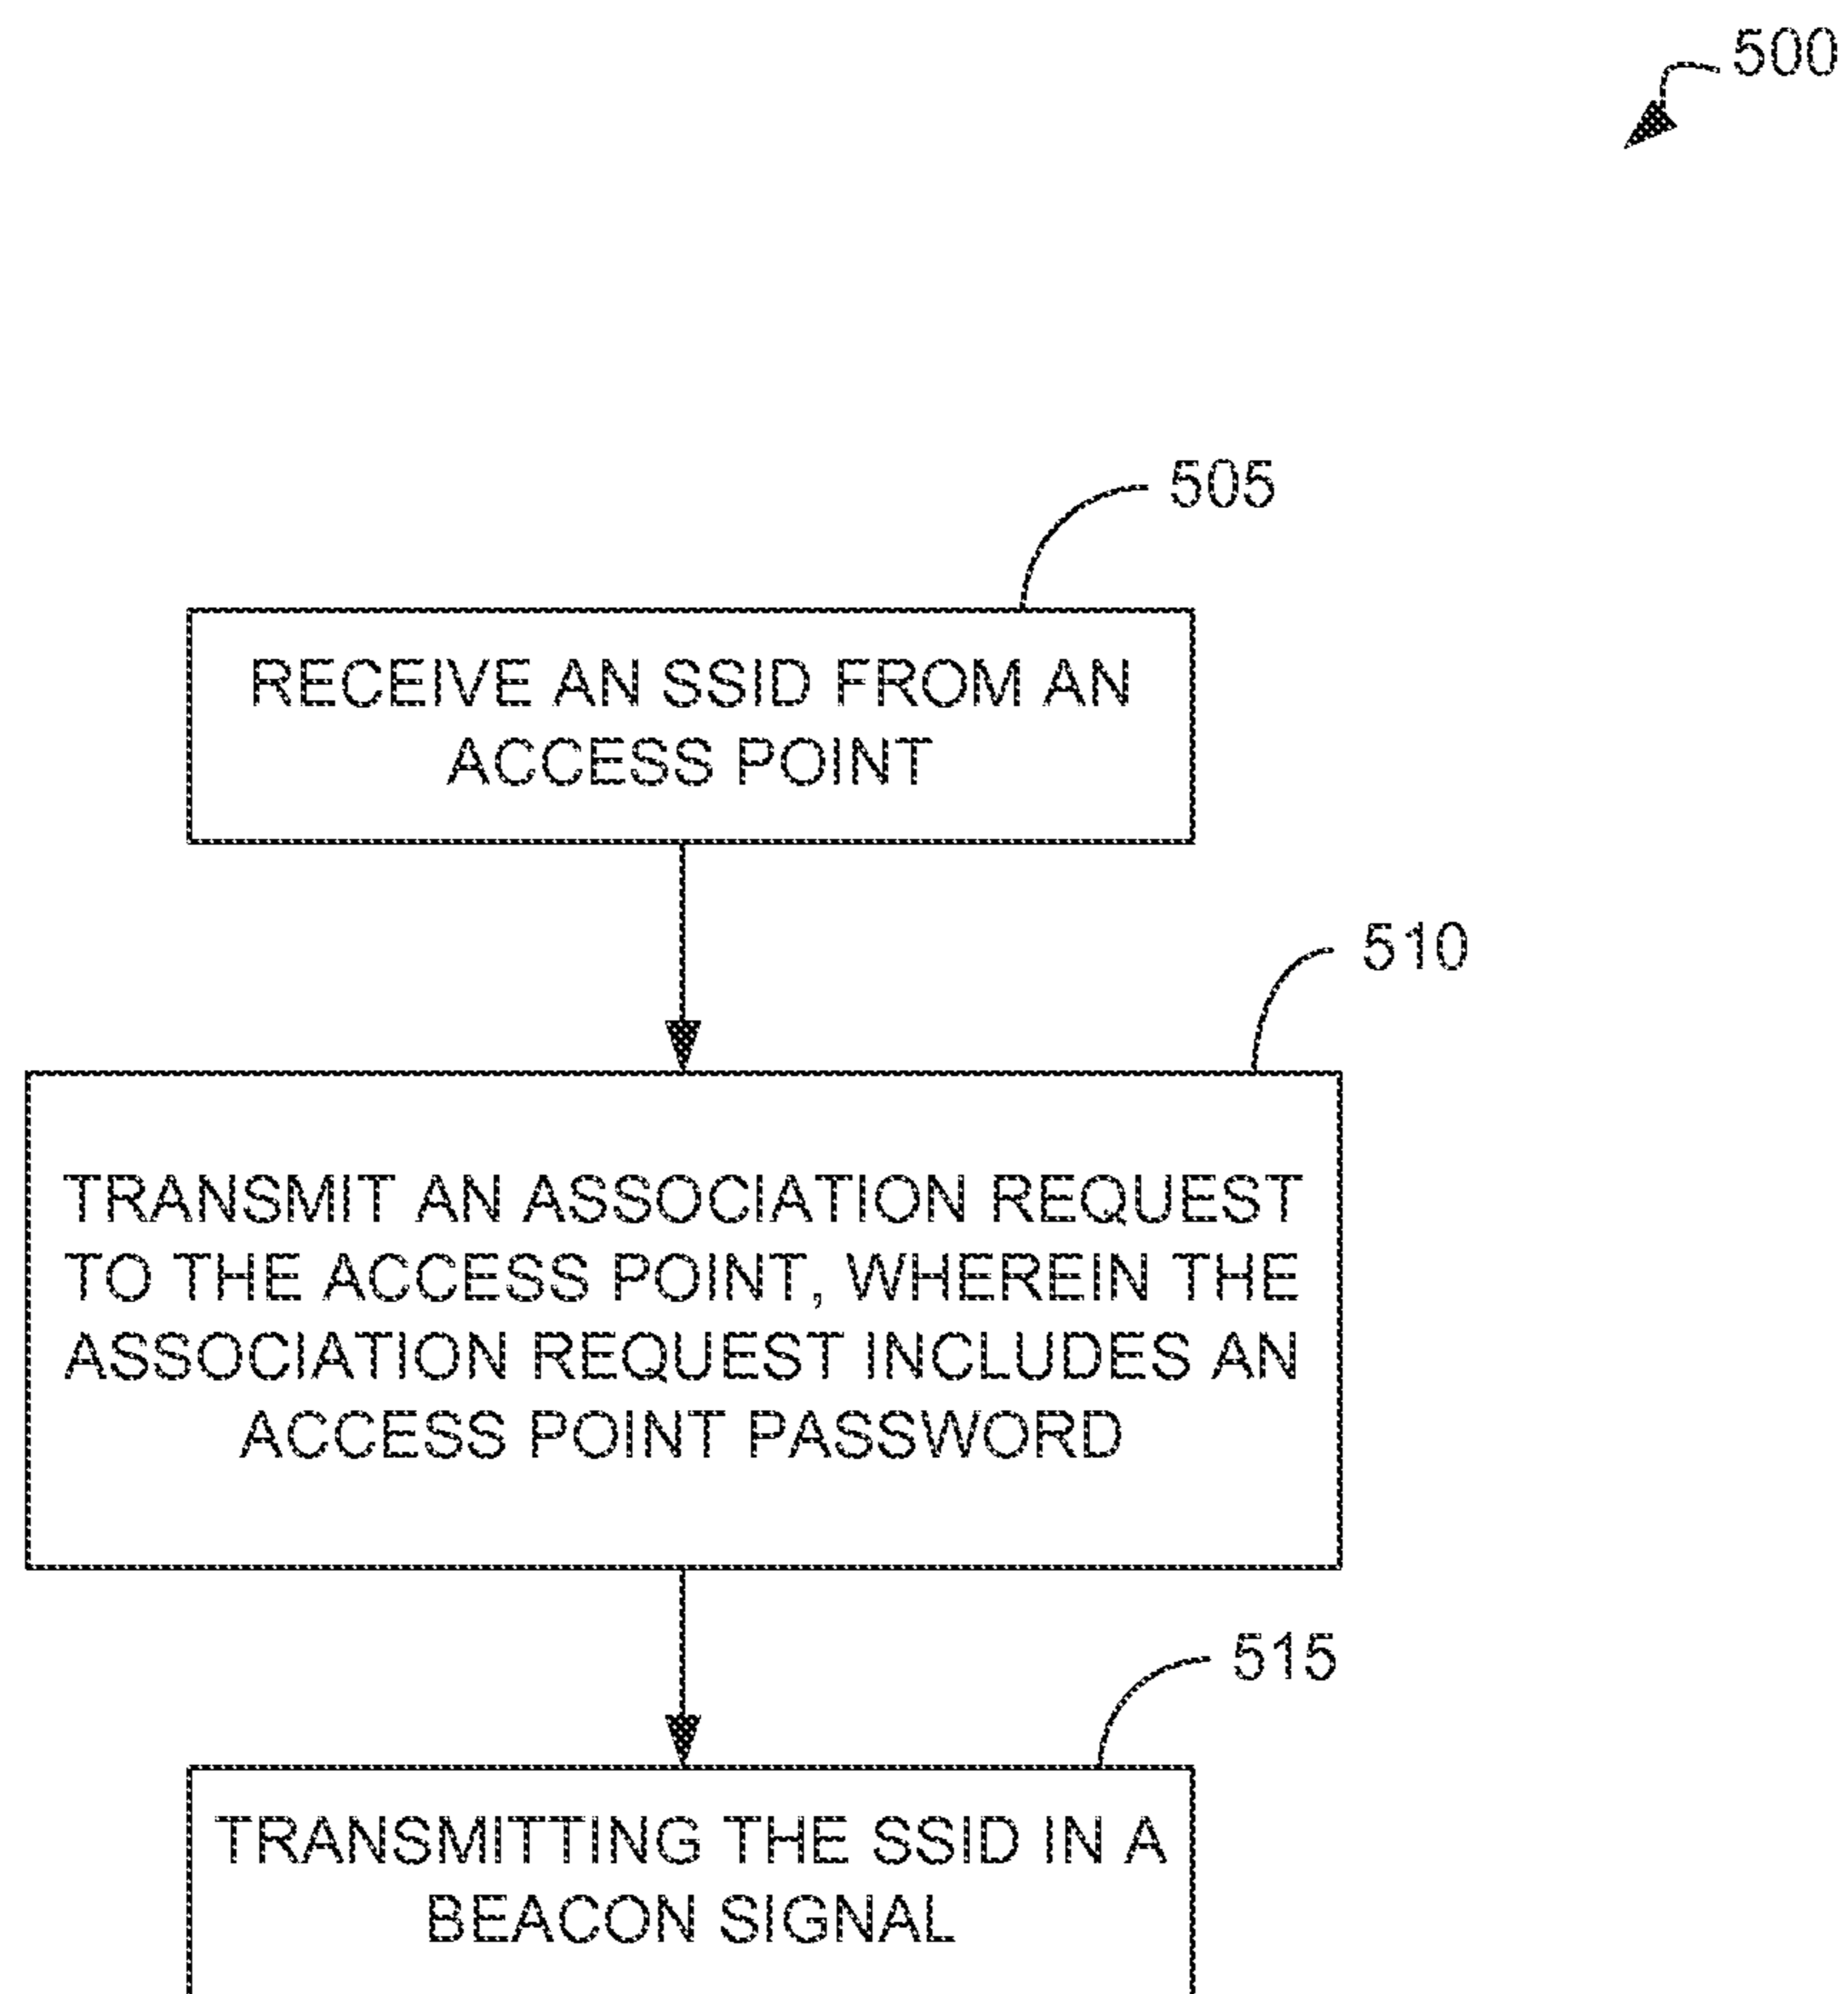 500
505
RECEIVE AN SSID FROM AN
ACCESS POINT
510
TRANSMIT AN ASSOCIATION REQUEST
TO THE ACCESS POINT, WHEREIN THE
ASSOCIATION REQUEST INCLUDES AN
ACCESS POINT PASSWORD
515
TRANSMITTING THE SSID IN A
BEACON SIGNAL